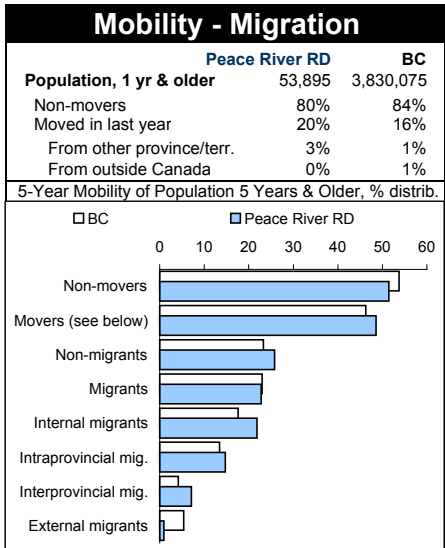 Mobility - Migration
Peace River RD BC
Population, 1 yr & older 53,895 3,830,075
Non-movers 80% 84%
Moved in last year 20% 16%
From other province/terr. 3% 1%
From outside Canada 0% 1%
5-Year Mobility of Population 5 Years & Older, % distrib.
BC Peace River RD
0 10 20 30 40 50 60
Non-movers
Movers (see below)
Non-migrants
Migrants
Internal migrants
Intraprovincial mig.
Interprovincial mig.
External migrants